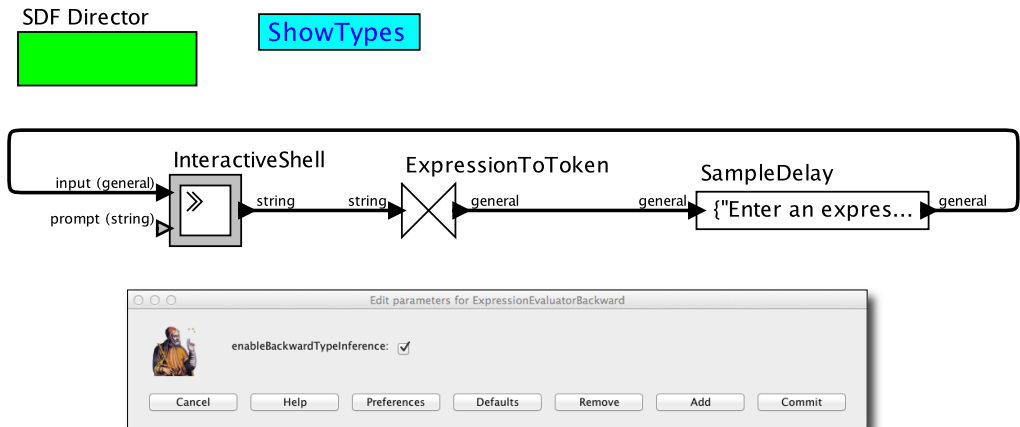 SDF Director
ShowTypes
InteractiveShell
ExpressionToToken
SampleDelay
input (general)
prompt (string)
string
string
general
general
{"Enter an expres...
general
Edit parameters for ExpressionEvaluatorBackward
enableBackwardTypeInference:
Cancel
Help
Preferences
Defaults
Remove
Add
Commit